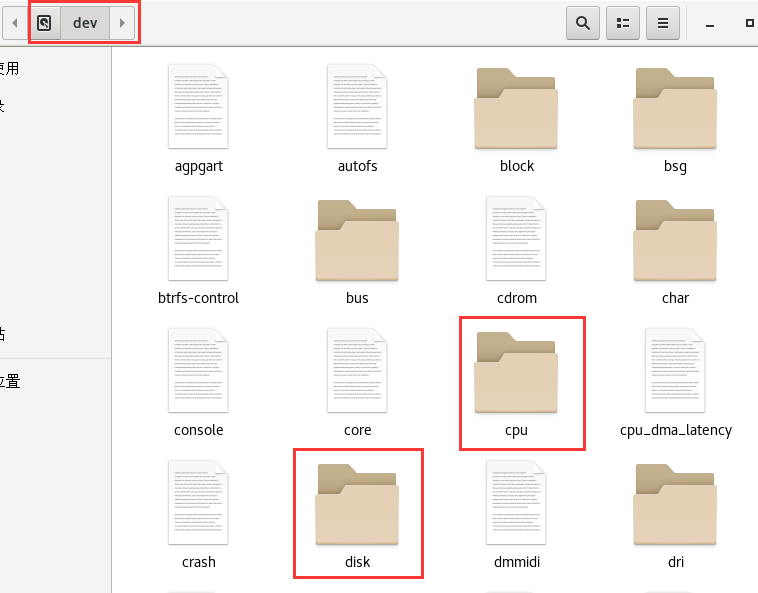 dev
使用
录
agpgart
autofs
block
bsg
btrfs-control
bus
cdrom
char
站
位置
console
core
cpu
cpu_dma_latency
crash
disk
dmmidi
dri